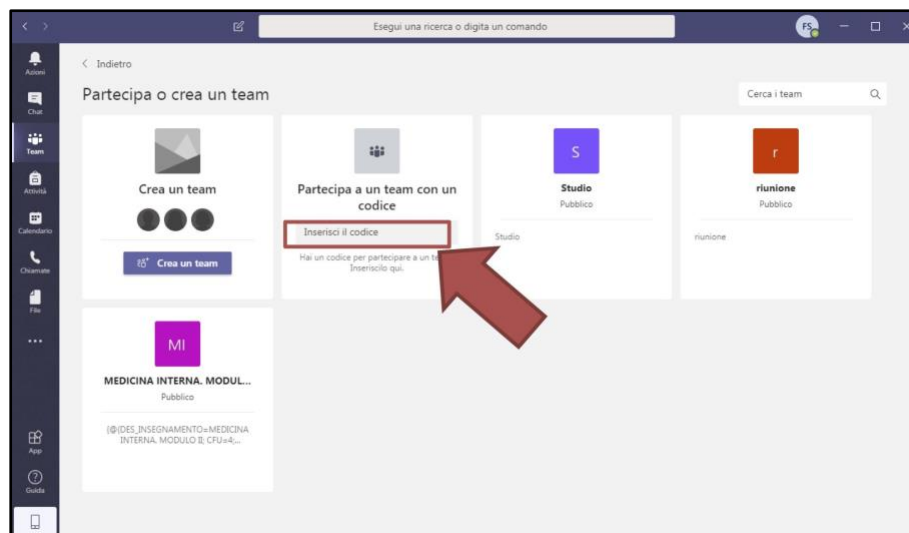 Esegui una ricerca o digita un comando
FS
Azioni
Chat
Team
Attività
Calendario
Chiamate
File
App
Guida
Indietro
Partecipa o crea un team
Cerca i team
Crea un team
Crea un team
Partecipa a un team con un
codice
Inserisci il codice
Hai un codice per partecipare a un
Inseriscilo qui.
S
Studio
Pubblico
Studio
r
riunione
Pubblico
riunione
MI
MEDICINA INTERNA. MODUL...
Pubblico
{@(DES_INSEGNAMENTO=MEDICINA
INTERNA. MODULO II; CFU=4;...